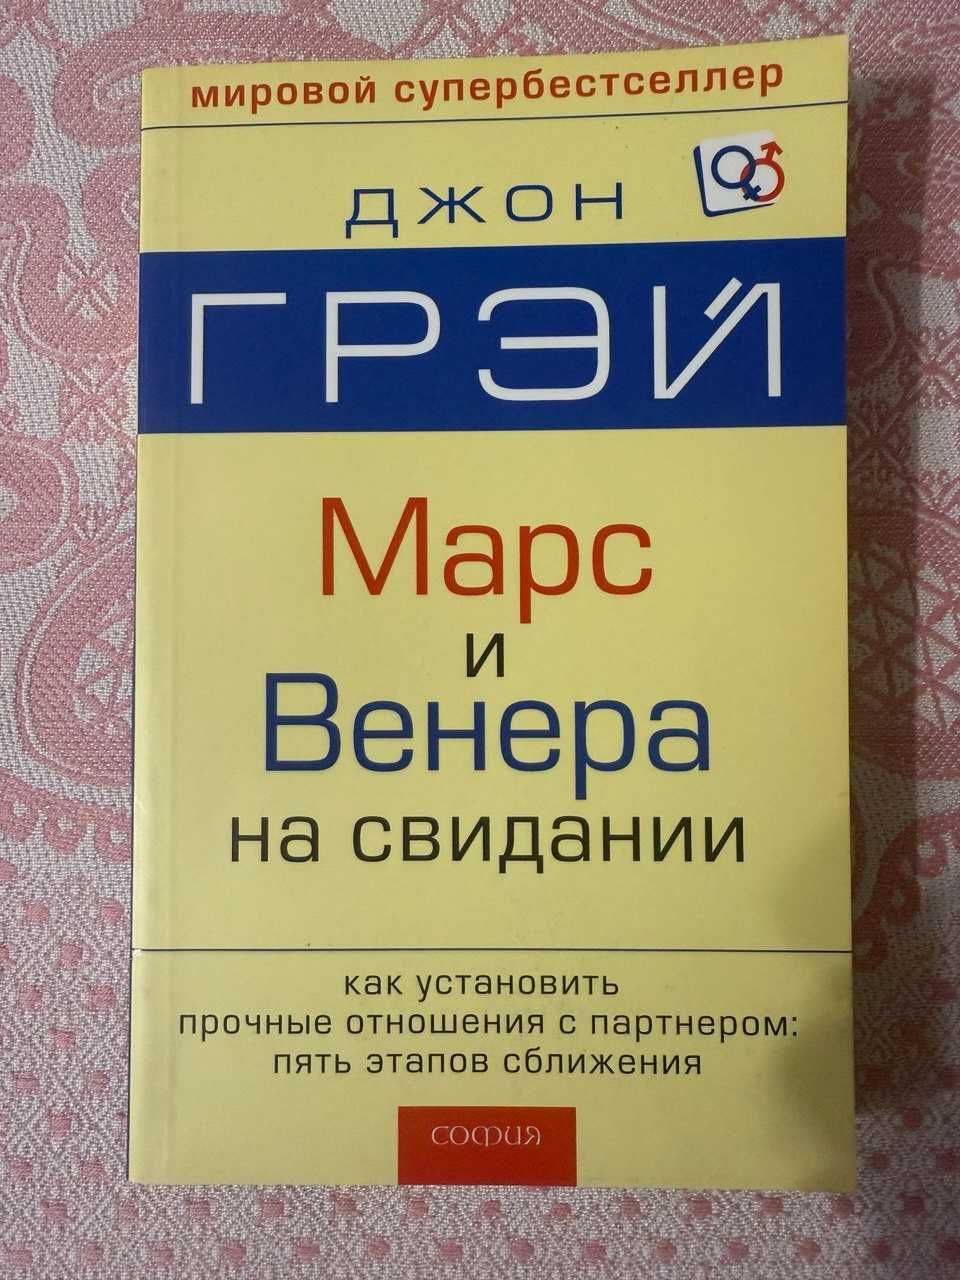 мировой супербестселлер
ДЖОН
ГРЭЙ
Марс
и
Венера
на свидании
как установить
прочные отношения с партнером:
пять этапов сближения
СОФИЯ